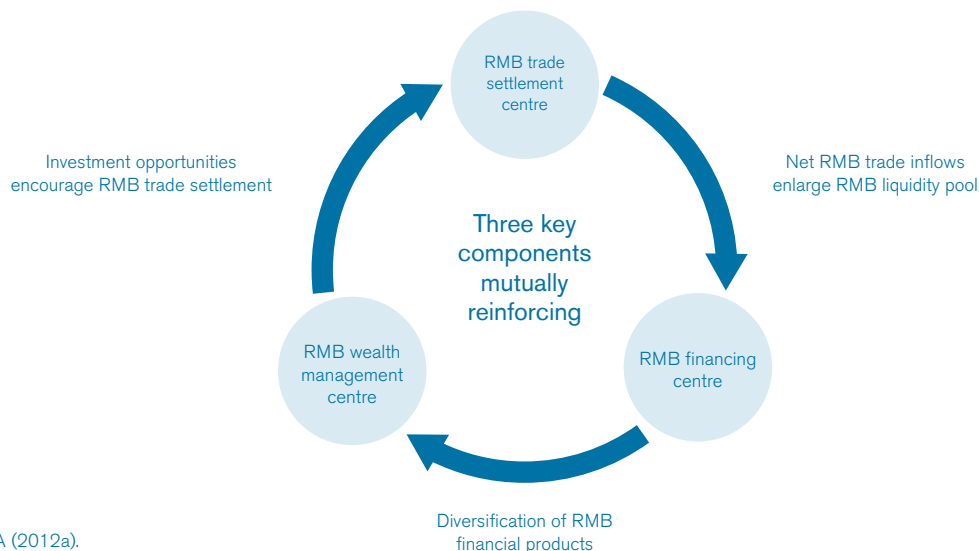 RMB trade
settlement
centre
Investment opportunities
encourage RMB trade settlement
Net RMB trade inflows
enlarge RMB liquidity pool
Three key
components
mutually
reinforcing
RMB wealth
management
centre
RMB financing
centre
Diversification of RMB
financial products
A (2012a).